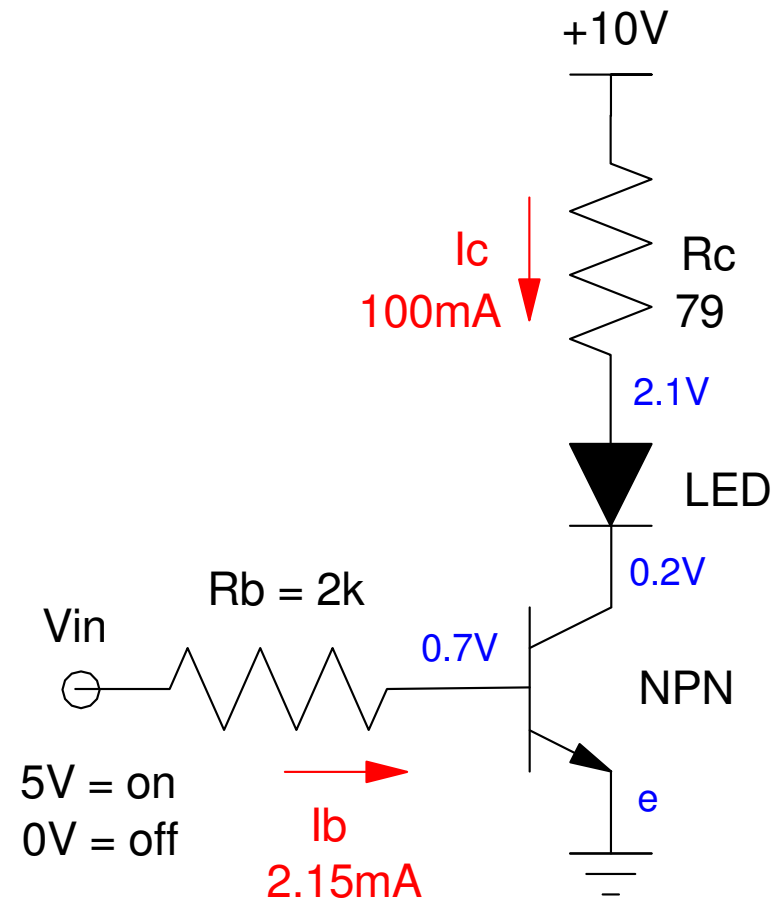 +10V
Ic
100mA
Rc
79
2.1V
LED
0.2V
Rb = 2k
Vin
0.7V
NPN
5V = on
0V = off
Ib
2.15mA
e